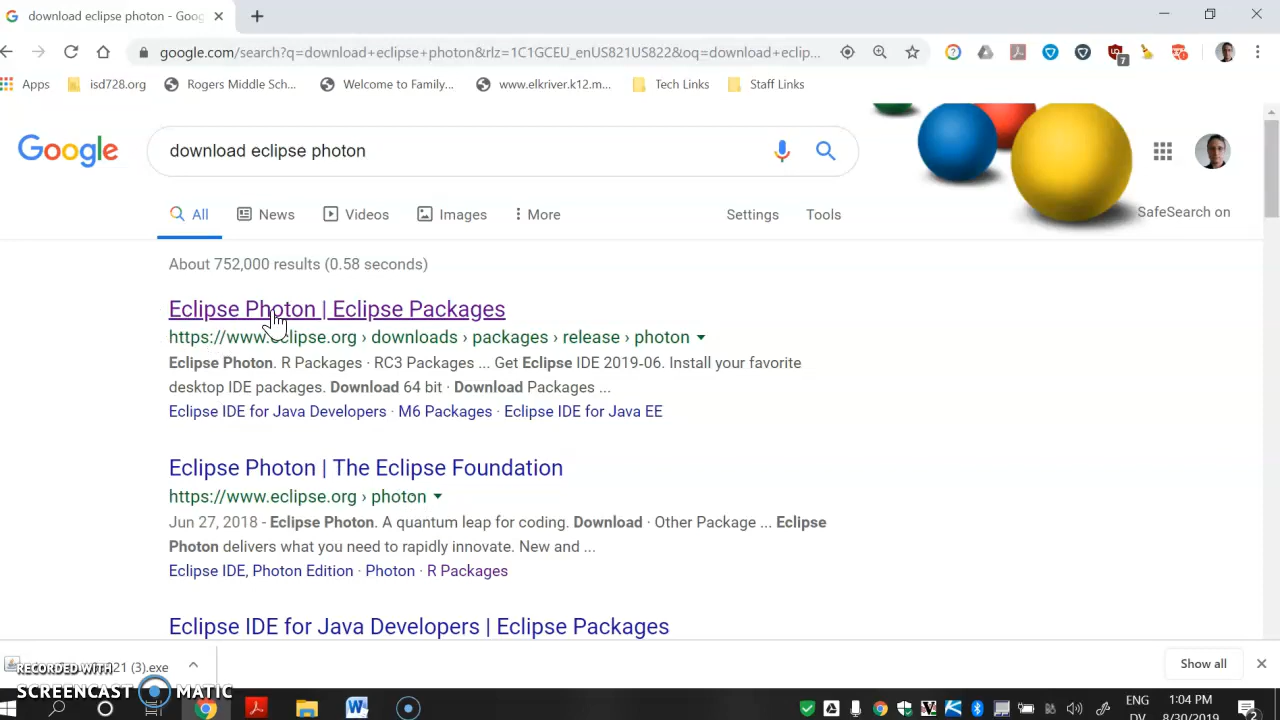 download eclipse photon - Goog
google.com/search?q=download+eclipse+photon&rlz=1C1GCEU_enUS821US822&oq=download+eclip...
7
Apps
isd728.org
Rogers Middle Sch...
Welcome to Family...
www.elkriver.k12.m...
Tech Links
Staff Links
Google
download eclipse photon
All
News
Videos
Images
More
Settings
Tools
SafeSearch on
About 752,000 results (0.58 seconds)
Eclipse Photon | Eclipse Packages
https://www.eclipse.org › downloads › packages › release › photon
Eclipse Photon. R Packages · RC3 Packages ... Get Eclipse IDE 2019-06. Install your favorite
desktop IDE packages. Download 64 bit · Download Packages ...
Eclipse IDE for Java Developers · M6 Packages · Eclipse IDE for Java EE
Eclipse Photon | The Eclipse Foundation
https://www.eclipse.org › photon
Jun 27, 2018 - Eclipse Photon. A quantum leap for coding. Download · Other Package ... Eclipse
Photon delivers what you need to rapidly innovate. New and ...
Eclipse IDE, Photon Edition · Photon · R Packages
Eclipse IDE for Java Developers | Eclipse Packages
121 (3).exe
Show all
RECORDED WITH
SCREENCAST MATIC
ENG
DV
1:04 PM
8/30/2019
2